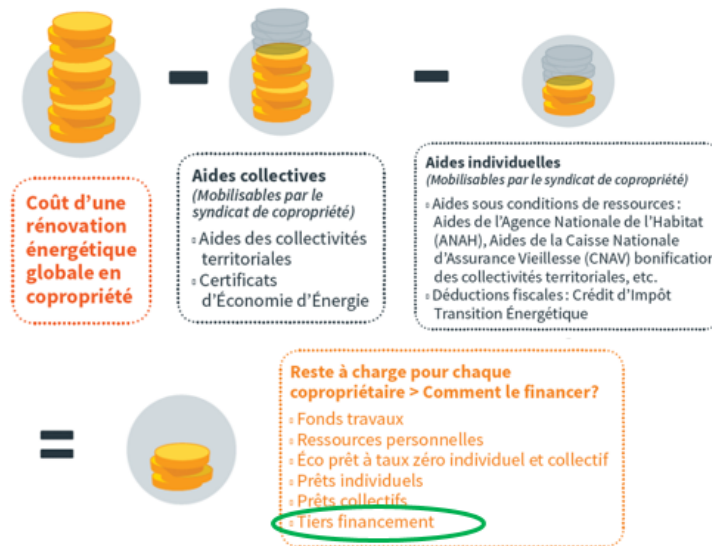 Coût d’une
rénovation
énergétique
globale en
copropriété
Aides collectives
(Mobilisables par le
syndicat de copropriété)
Aides des collectivités
territoriales
Certificats
d’Économie d’Énergie
Aides individuelles
(Mobilisables par le syndicat de copropriété)
Aides sous conditions de ressources :
Aides de l’Agence Nationale de l’Habitat
(ANAH), Aides de la Caisse Nationale
d’Assurance Vieillesse (CNAV) bonification
des collectivités territoriales, etc.
Déductions fiscales : Crédit d’Impôt
Transition Énergétique
Reste à charge pour chaque
copropriétaire > Comment le financer?
Fonds travaux
Ressources personnelles
Éco prêt à taux zéro individuel et collectif
Prêts individuels
Prêts collectifs
Tiers financement